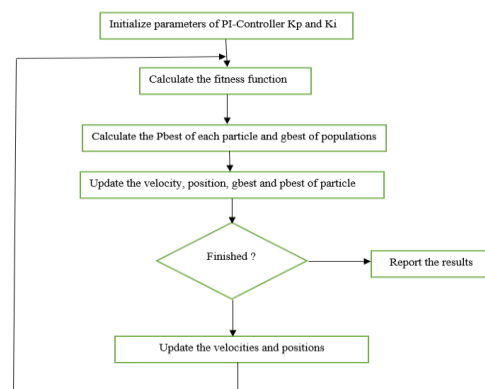 Initialize parameters of PI-Controller Kp and Ki
Calculate the fitness function
Calculate the Pbest of each particle and gbest of populations
Update the velocity, position, gbest and pbest of particle
Finished ?
Report the results
Update the velocities and positions